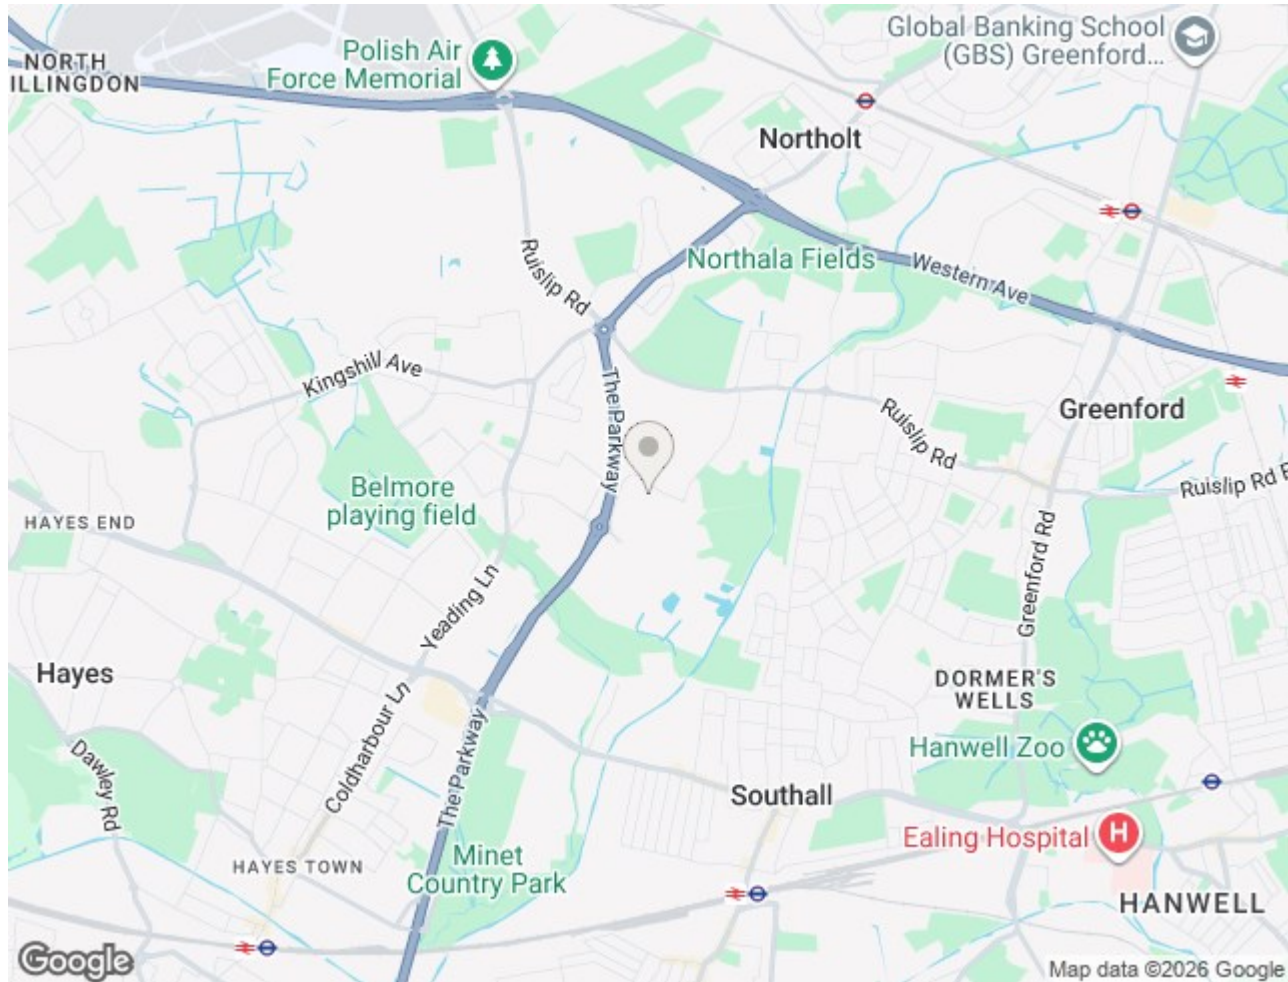 Global Banking School
(GBS) Greenford...
Polish Air
Force Memorial
NORTH
ILLINGDON
Northolt
Ruislip Rd
Northala Fields
Western Ave
Kingshill Ave
The Parkway
Ruislip Rd
Greenford
Belmore
playing field
Ruislip Rd E
HAYES END
Greenford Rd
Yeading Ln
Hayes
DORMER'S
WELLS
Coldharbour Ln
The Parkway
Hanwell Zoo
Dawley Rd
Southall
Ealing Hospital
Minet
Country Park
HAYES TOWN
HANWELL
Google
Map data ©2026 Google